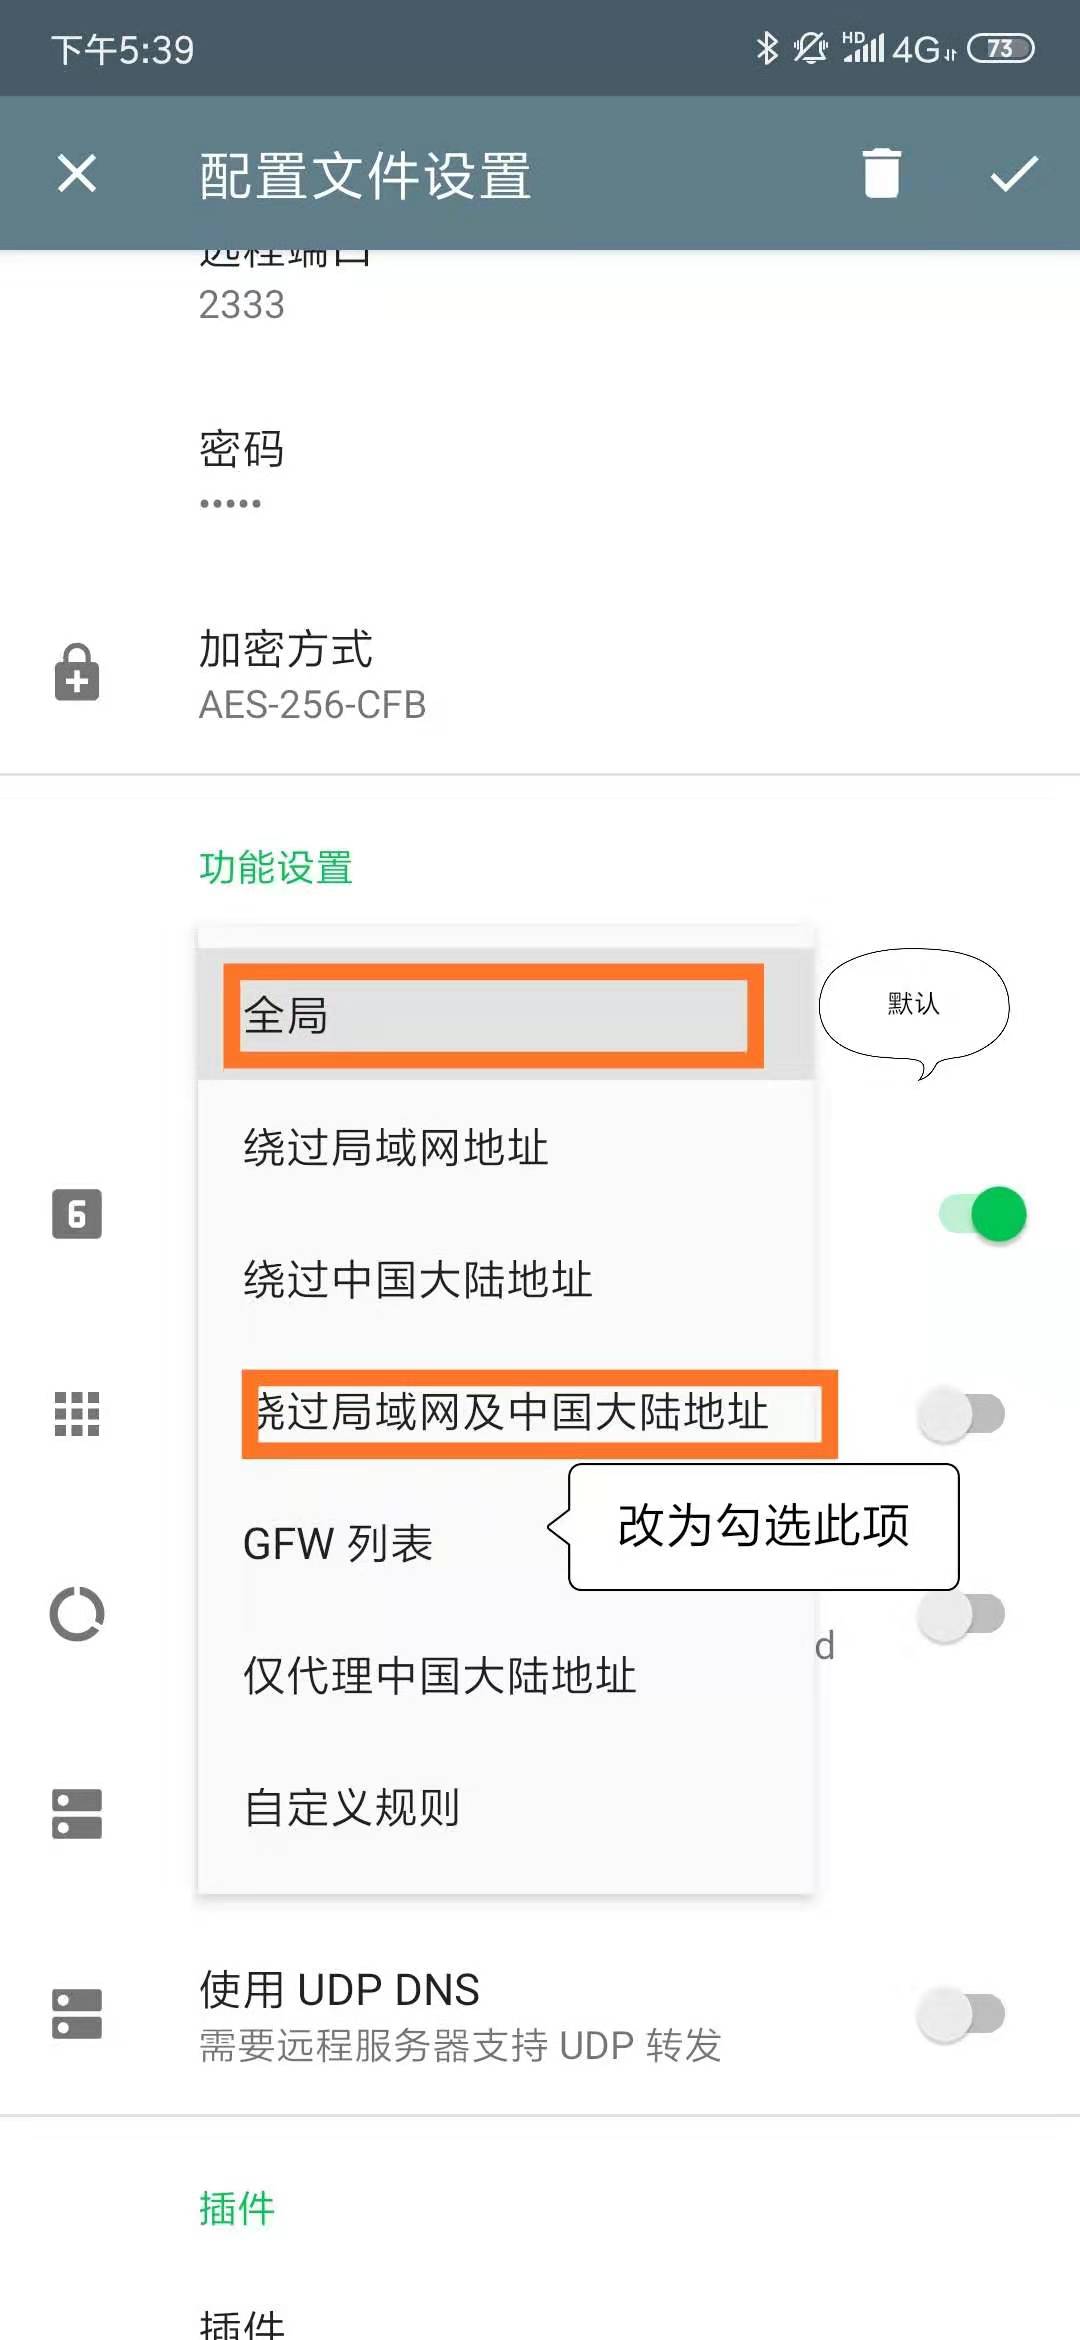 下午5:39
HD 4G 73
配置文件设置
远程端口
2333
密码
•••••
加密方式
AES-256-CFB
功能设置
全局
默认
绕过局域网地址
6
绕过中国大陆地址
绕过局域网及中国大陆地址
改为勾选此项
GFW 列表
d
仅代理中国大陆地址
自定义规则
使用 UDP DNS
需要远程服务器支持 UDP 转发
插件
插件